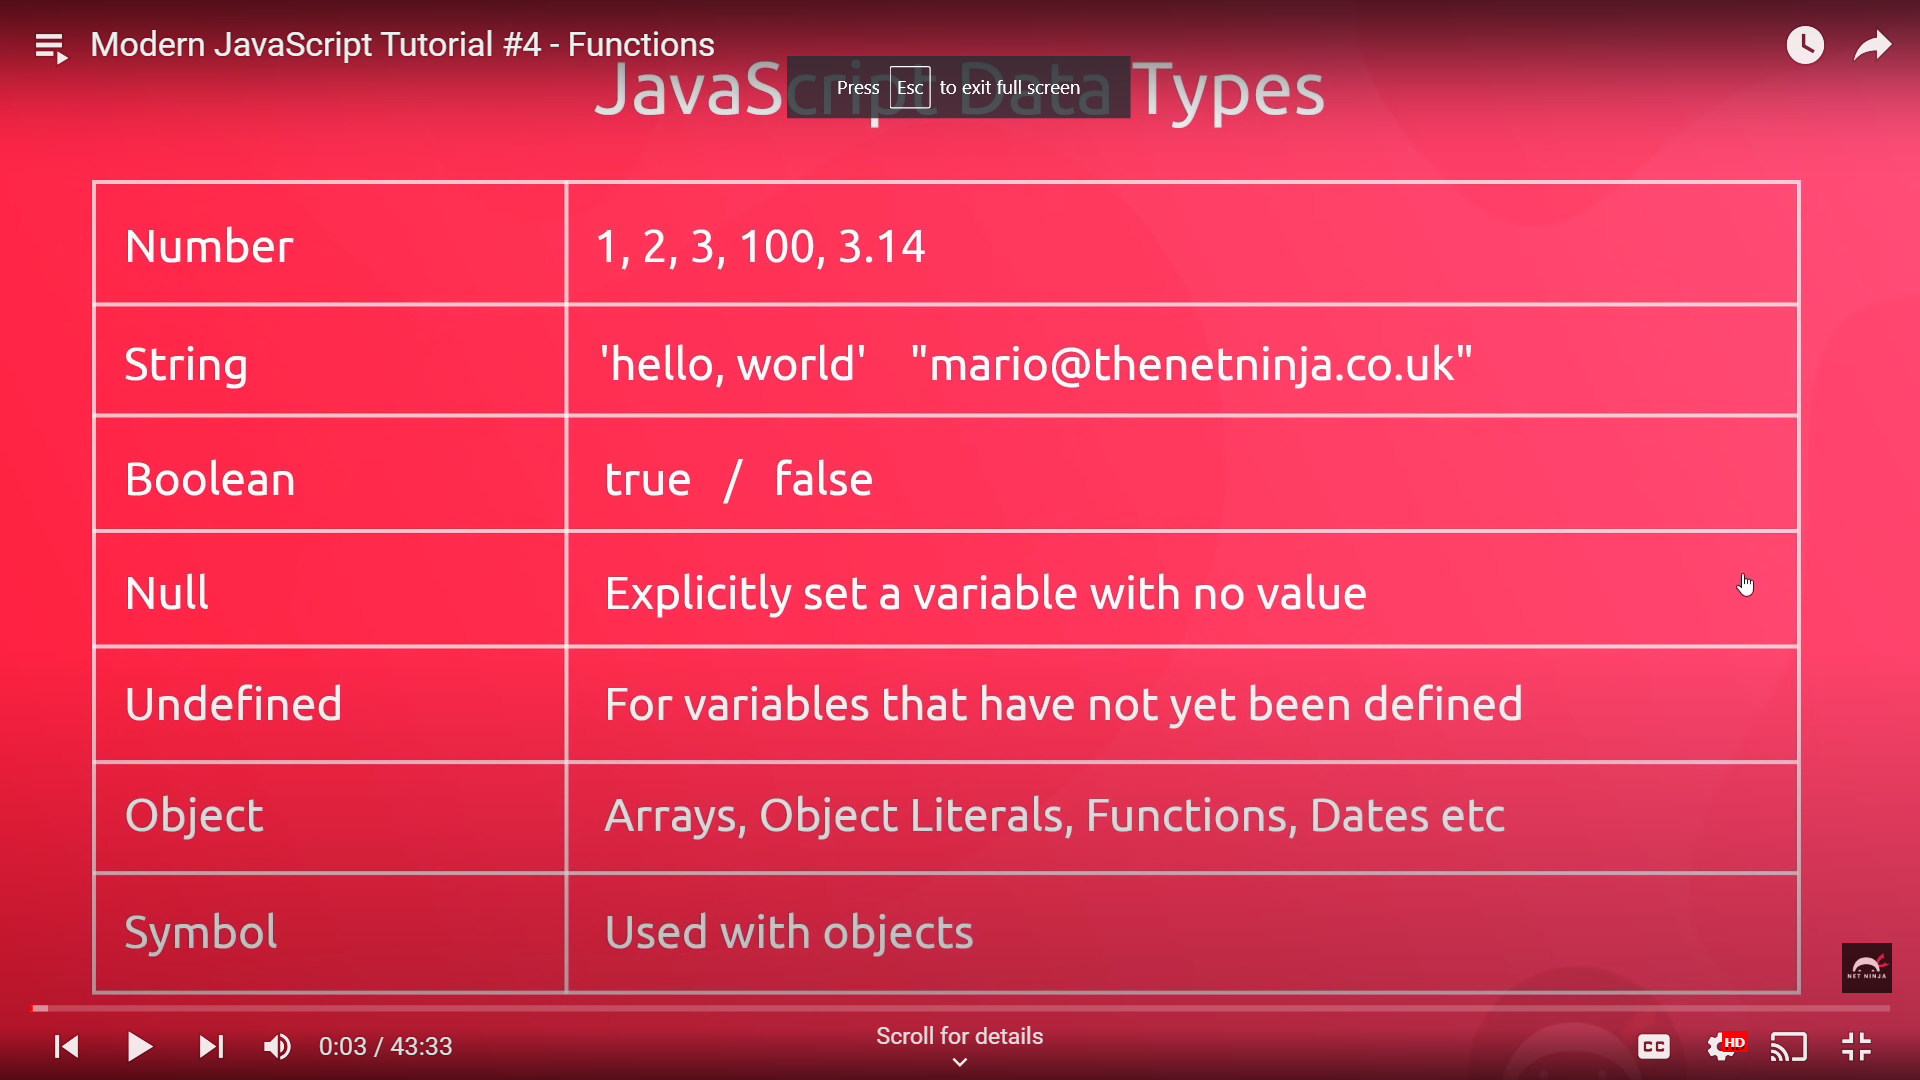 Modern JavaScript Tutorial #4 - Functions
JavaScript Data Types
Press Esc to exit full screen
Number
1, 2, 3, 100, 3.14
String
'hello, world' "mario@thenetninja.co.uk"
Boolean
true / false
Null
Explicitly set a variable with no value
Undefined
For variables that have not yet been defined
Object
Arrays, Object Literals, Functions, Dates etc
Symbol
Used with objects
NET NINJA
0:03 / 43:33
Scroll for details
CC
HD